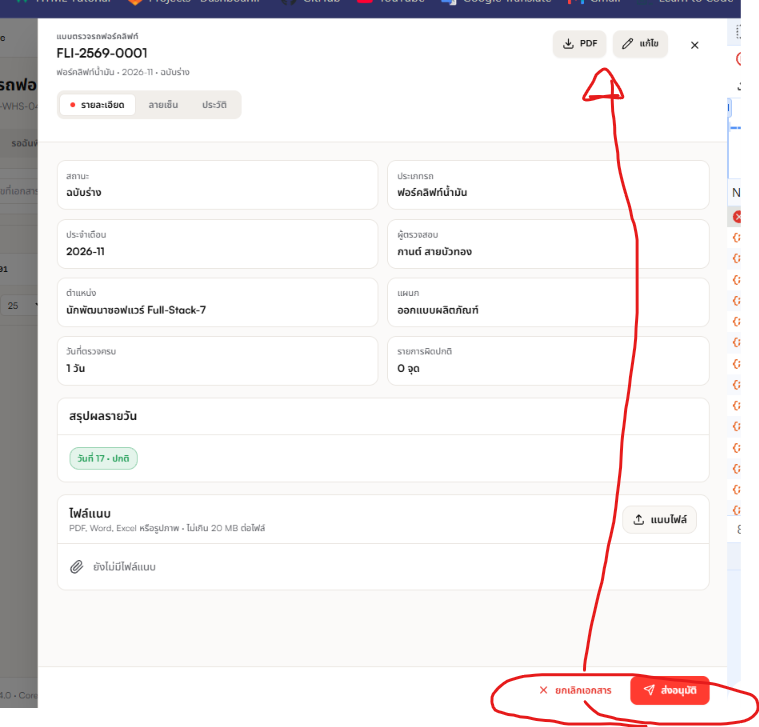 HTML Tutorial
Projects - Dashboard...
GitHub
YouTube
Google Translate
Gmail
Learn to Code
แบบตรวจรถฟอร์คลิฟท์
FLI-2569-0001
ฟอร์คลิฟท์น้ำมัน • 2026-11 • ฉบับร่าง
PDF
แก้ไข
รายละเอียด
ลายเซ็น
ประวัติ
สถานะ
ฉบับร่าง
ประเภทรถ
ฟอร์คลิฟท์น้ำมัน
ประจำเดือน
2026-11
ผู้ตรวจสอบ
กานต์ สายบัวทอง
ตำแหน่ง
นักพัฒนาซอฟแวร์ Full-Stack-7
แผนก
ออกแบบผลิตภัณฑ์
วันที่ตรวจครบ
1 วัน
รายการผิดปกติ
0 จุด
สรุปผลรายวัน
วันที่ 17 • ปกติ
ไฟล์แนบ
PDF, Word, Excel หรือรูปภาพ • ไม่เกิน 20 MB ต่อไฟล์
แนบไฟล์
ยังไม่มีไฟล์แนบ
25
ยกเลิกเอกสาร
ส่งอนุมัติ